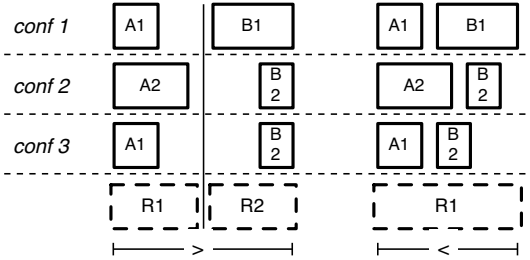 conf 1 A1 B1 A1 B1
conf 2 A2 B 2 A2 B 2
conf 3 A1 B 2 A1 B 2
R1 R2 R1
> <